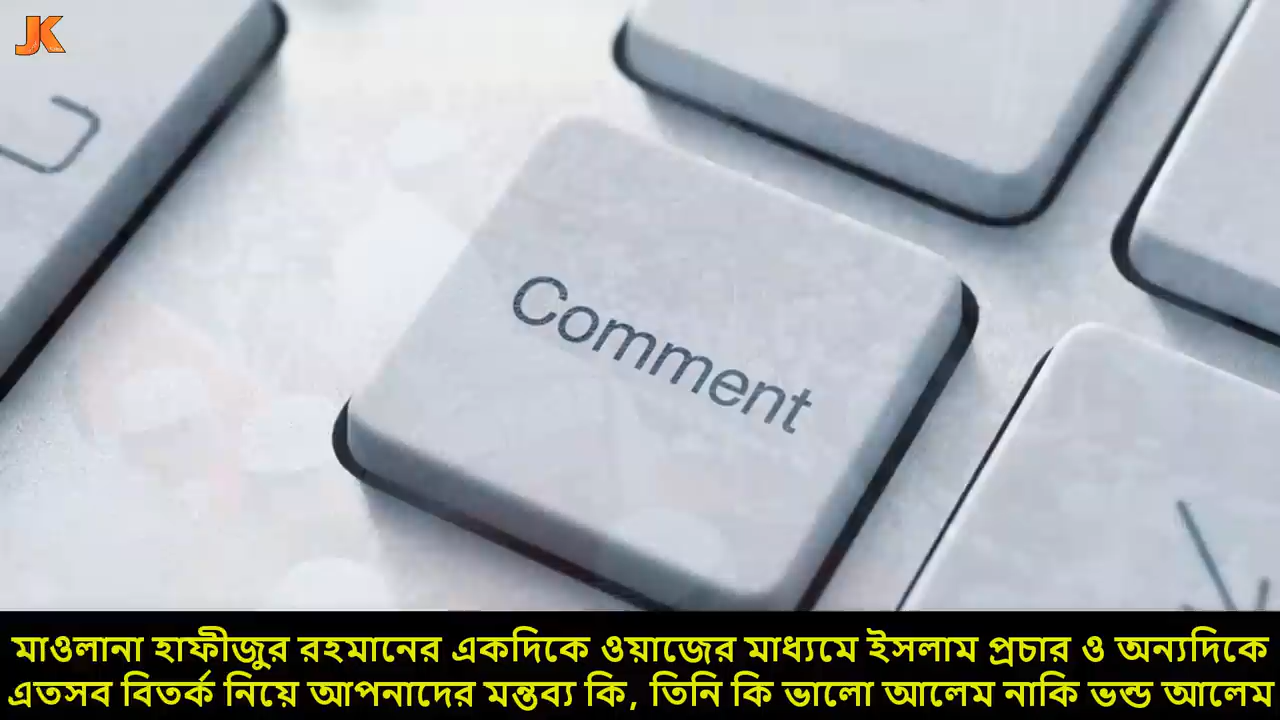 JK
Comment
মাওলানা হাফীজুর রহমানের একদিকে ওয়াজের মাধ্যমে ইসলাম প্রচার ও অন্যদিকে
এতসব বিতর্ক নিয়ে আপনাদের মন্তব্য কি, তিনি কি ভালো আলেম নাকি ভন্ড আলেম